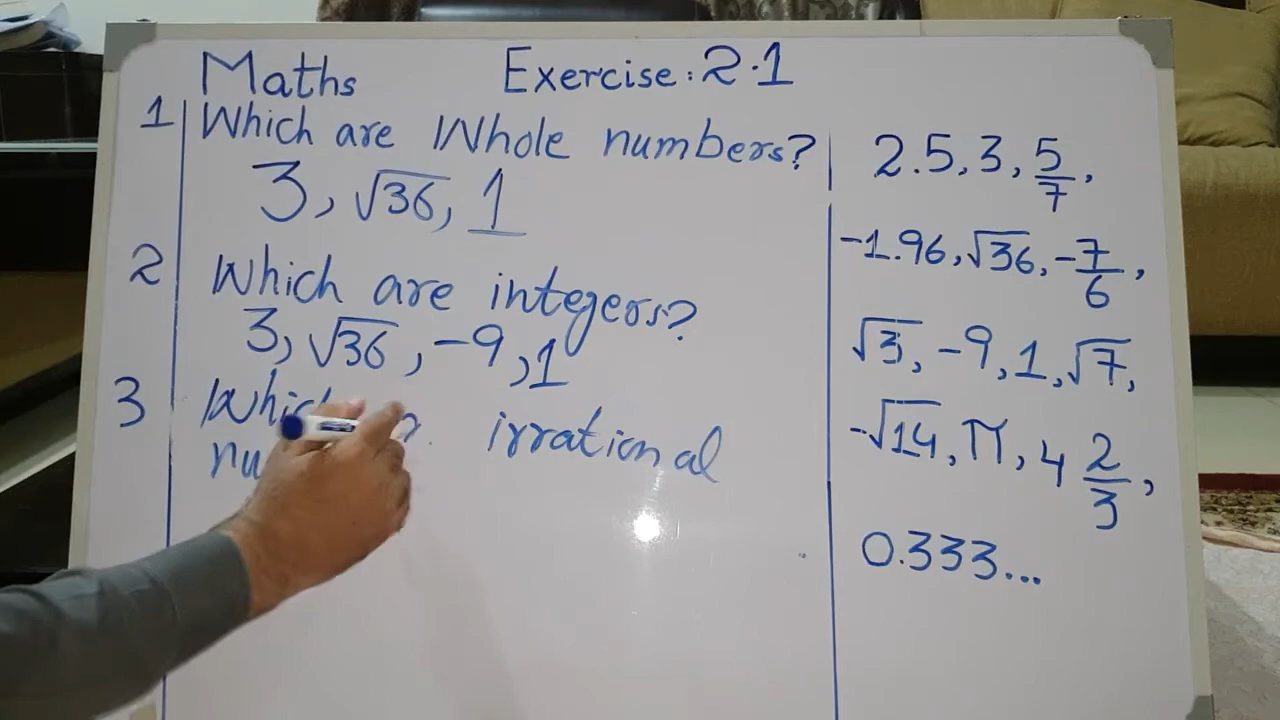 Maths Exercise: 2.1
1 Which are Whole numbers?
3, √36, 1
2 Which are integers?
3, √36, -9, 1
3 irrational
2.5, 3, 5/7,
-1.96, √36, -7/6,
√3, -9, 1, √7,
-√14, π, 4 2/3,
0.333...